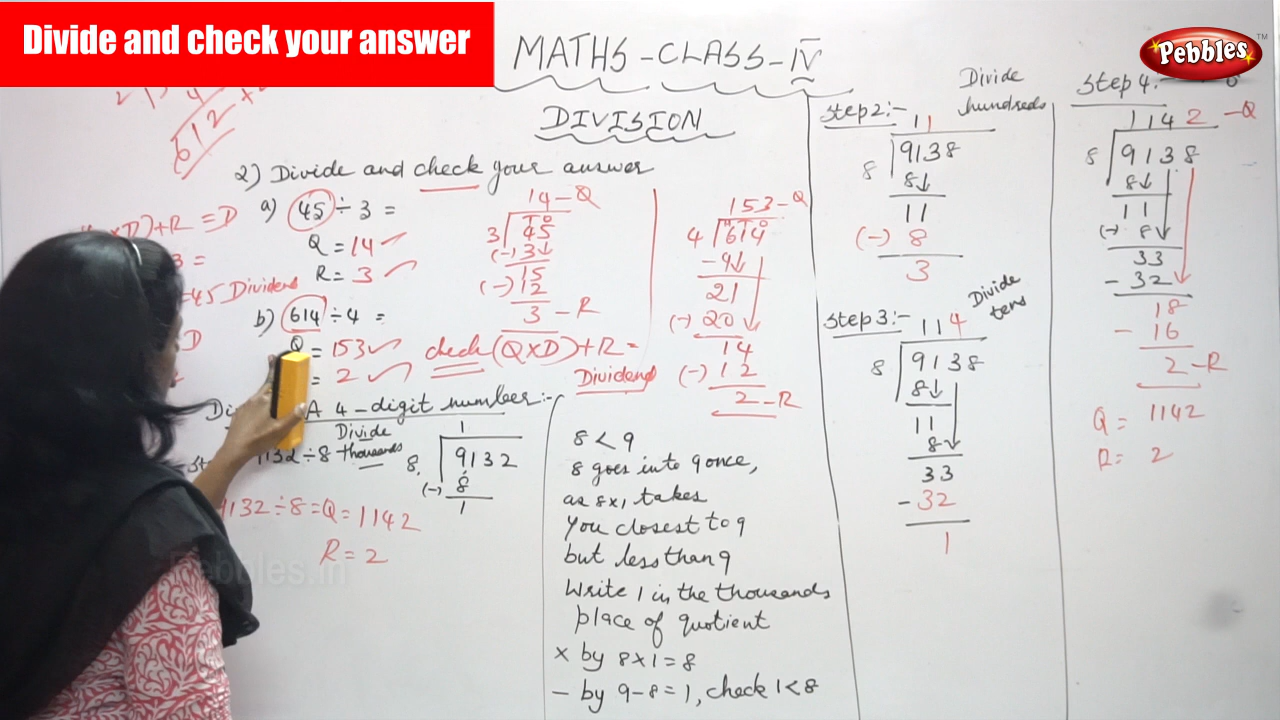 Divide and check your answer
Pebbles
TM
MATHS - CLASS - IV
DIVISION
612
2) Divide and check your answer
a) 45 ÷ 3 =
Q = 14
R = 3
+ R = D
3 =
= 45 Dividend
D
b) 614 ÷ 4 =
Q = 153
= 2
14 - Q
T O
3 45
(-) 3
15
(-) 12
3 - R
check (Q×D) + R =
Dividend
153 - Q
4 614
- 4
21
(-) 20
14
(-) 12
2 - R
A 4 - digit number:-
÷ 8
Divide
thousands
1
8 9132
(-) 8
1
9132 ÷ 8 = Q = 1142
R = 2
Pebbles.in
8 < 9
8 goes into 9 once,
as 8×1 takes
you closest to 9
but less than 9
Write 1 in the thousands
place of quotient
× by 8×1 = 8
- by 9-8 = 1, check 1<8
Step 2:-
Divide
hundreds
11
8 9138
8
11
(-) 8
3
Step 3:-
Divide
tens
114
8 9138
8
11
8
33
- 32
1
Step 4
1142 - Q
8 9138
8
11
(-) 8
33
- 32
18
- 16
2 - R
Q = 1142
R = 2